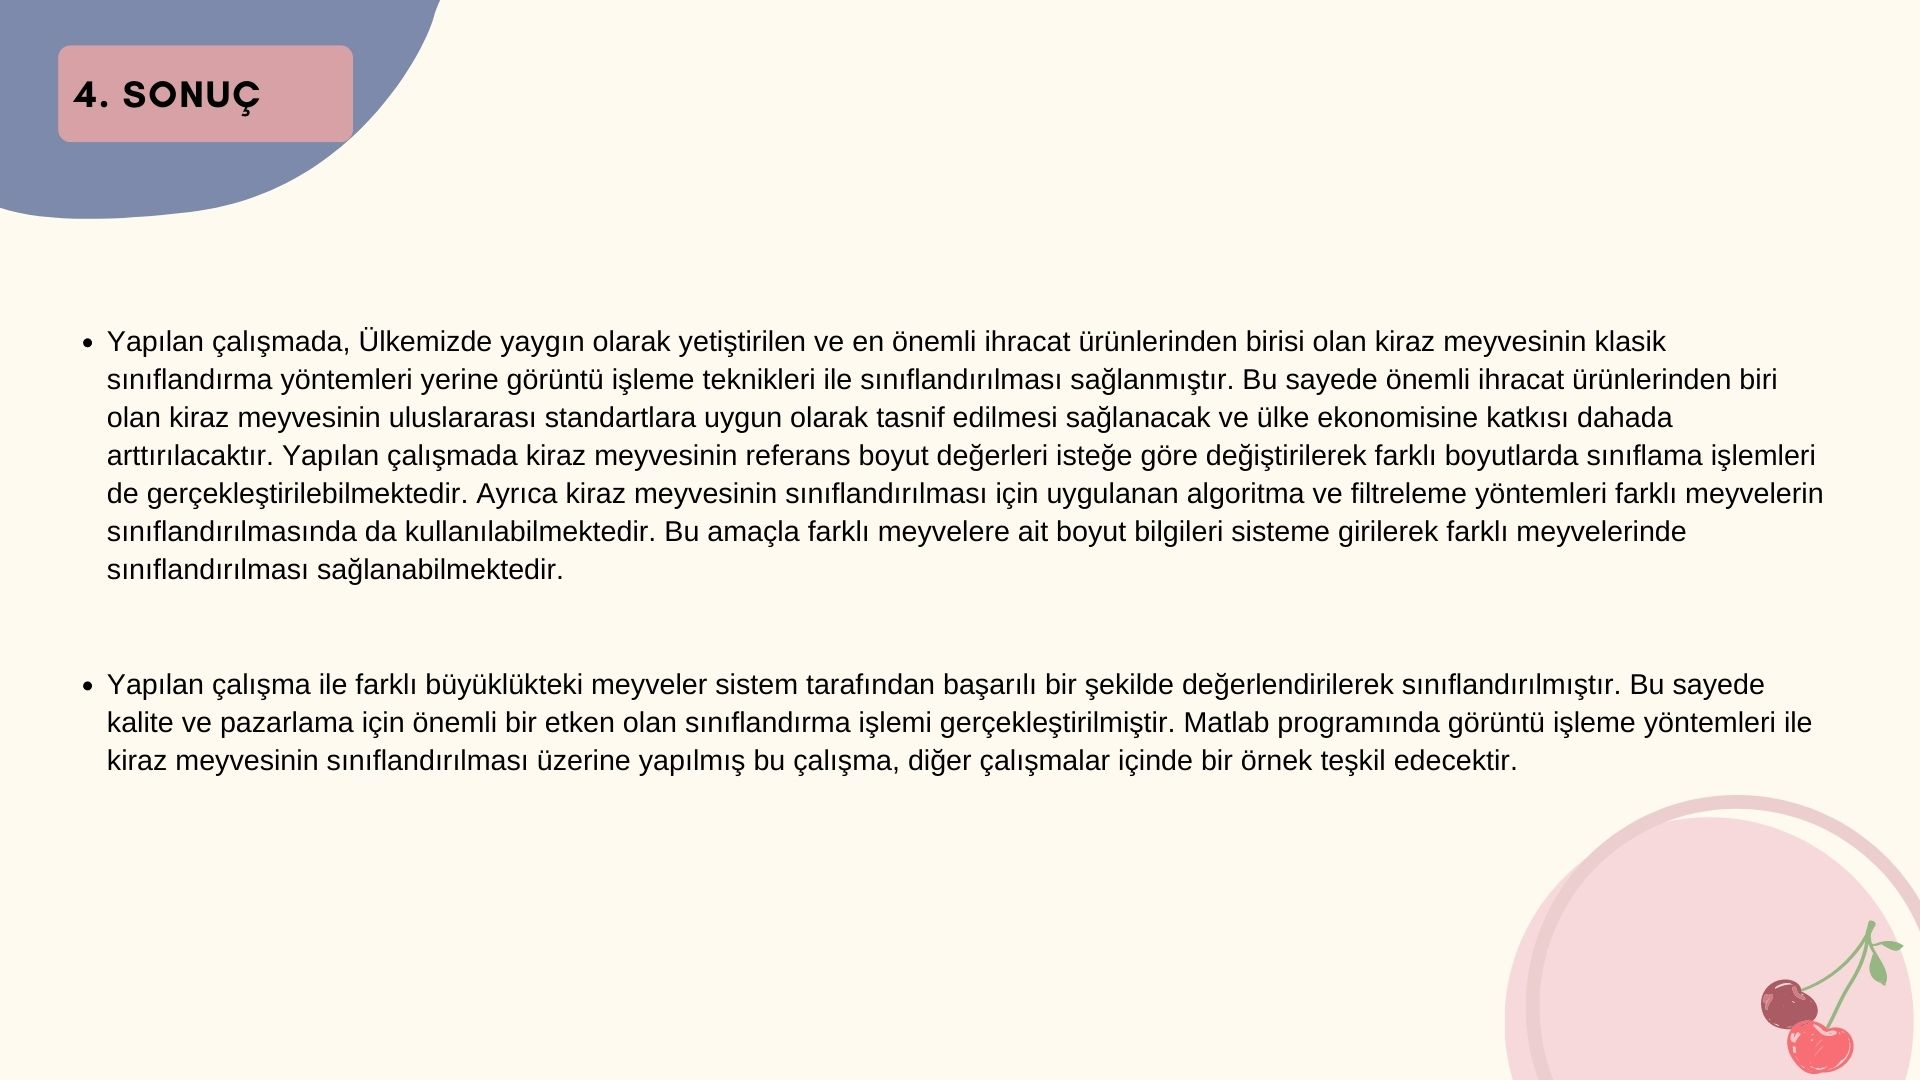 4. SONUÇ
• Yapılan çalışmada, Ülkemizde yaygın olarak yetiştirilen ve en önemli ihracat ürünlerinden birisi olan kiraz meyvesinin klasik
sınıflandırma yöntemleri yerine görüntü işleme teknikleri ile sınıflandırılması sağlanmıştır. Bu sayede önemli ihracat ürünlerinden biri
olan kiraz meyvesinin uluslararası standartlara uygun olarak tasnif edilmesi sağlanacak ve ülke ekonomisine katkısı dahada
arttırılacaktır. Yapılan çalışmada kiraz meyvesinin referans boyut değerleri isteğe göre değiştirilerek farklı boyutlarda sınıflama işlemleri
de gerçekleştirilebilmektedir. Ayrıca kiraz meyvesinin sınıflandırılması için uygulanan algoritma ve filtreleme yöntemleri farklı meyvelerin
sınıflandırılmasında da kullanılabilmektedir. Bu amaçla farklı meyvelere ait boyut bilgileri sisteme girilerek farklı meyvelerinde
sınıflandırılması sağlanabilmektedir.
• Yapılan çalışma ile farklı büyüklükteki meyveler sistem tarafından başarılı bir şekilde değerlendirilerek sınıflandırılmıştır. Bu sayede
kalite ve pazarlama için önemli bir etken olan sınıflandırma işlemi gerçekleştirilmiştir. Matlab programında görüntü işleme yöntemleri ile
kiraz meyvesinin sınıflandırılması üzerine yapılmış bu çalışma, diğer çalışmalar içinde bir örnek teşkil edecektir.